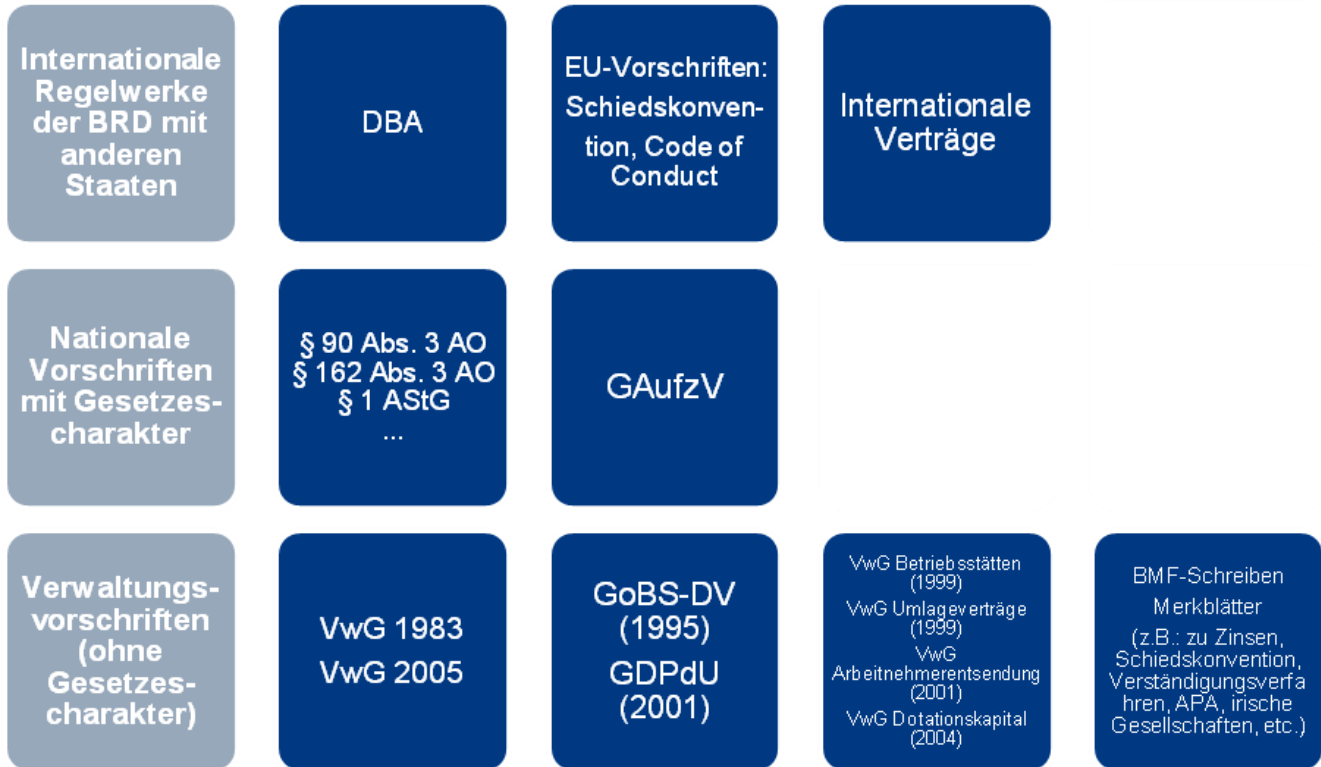 Internationale
Regelwerke
der BRD mit
anderen
Staaten
DBA
EU-Vorschriften:
Schiedskonven-
tion, Code of
Conduct
Internationale
Verträge
Nationale
Vorschriften
mit Gesetzes-
charakter
§ 90 Abs. 3 AO
§ 162 Abs. 3 AO
§ 1 AStG
...
GAufzV
Verwaltungs-
vorschriften
(ohne
Gesetzes-
charakter)
VwG 1983
VwG 2005
GoBS-DV
(1995)
GDPdU
(2001)
VwG Betriebsstätten
(1999)
VwG Umlageverträge
(1999)
VwG
Arbeitnehmerentsendung
(2001)
VwG Dotationskapital
(2004)
BMF-Schreiben
Merkblätter
(z.B.: zu Zinsen,
Schiedskonvention,
Verständigungsverfa
hren, APA, irische
Gesellschaften, etc.)